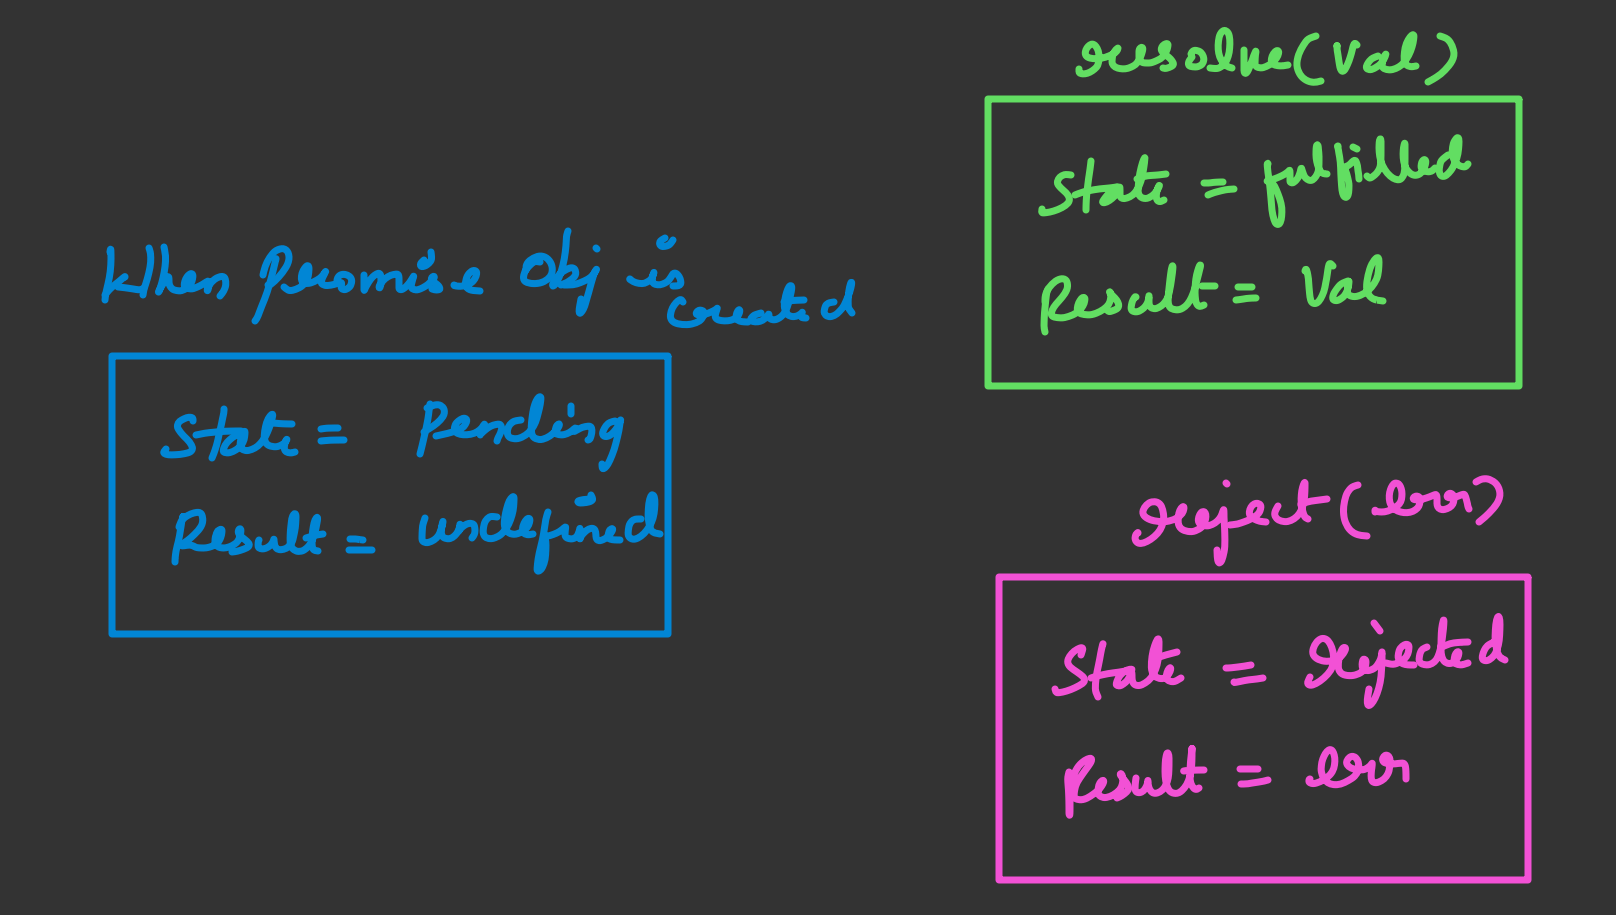 When Promise Obj is
created
State = Pending
Result = undefined
resolve(Val)
State = fulfilled
Result = Val
reject(err)
State = rejected
Result = err